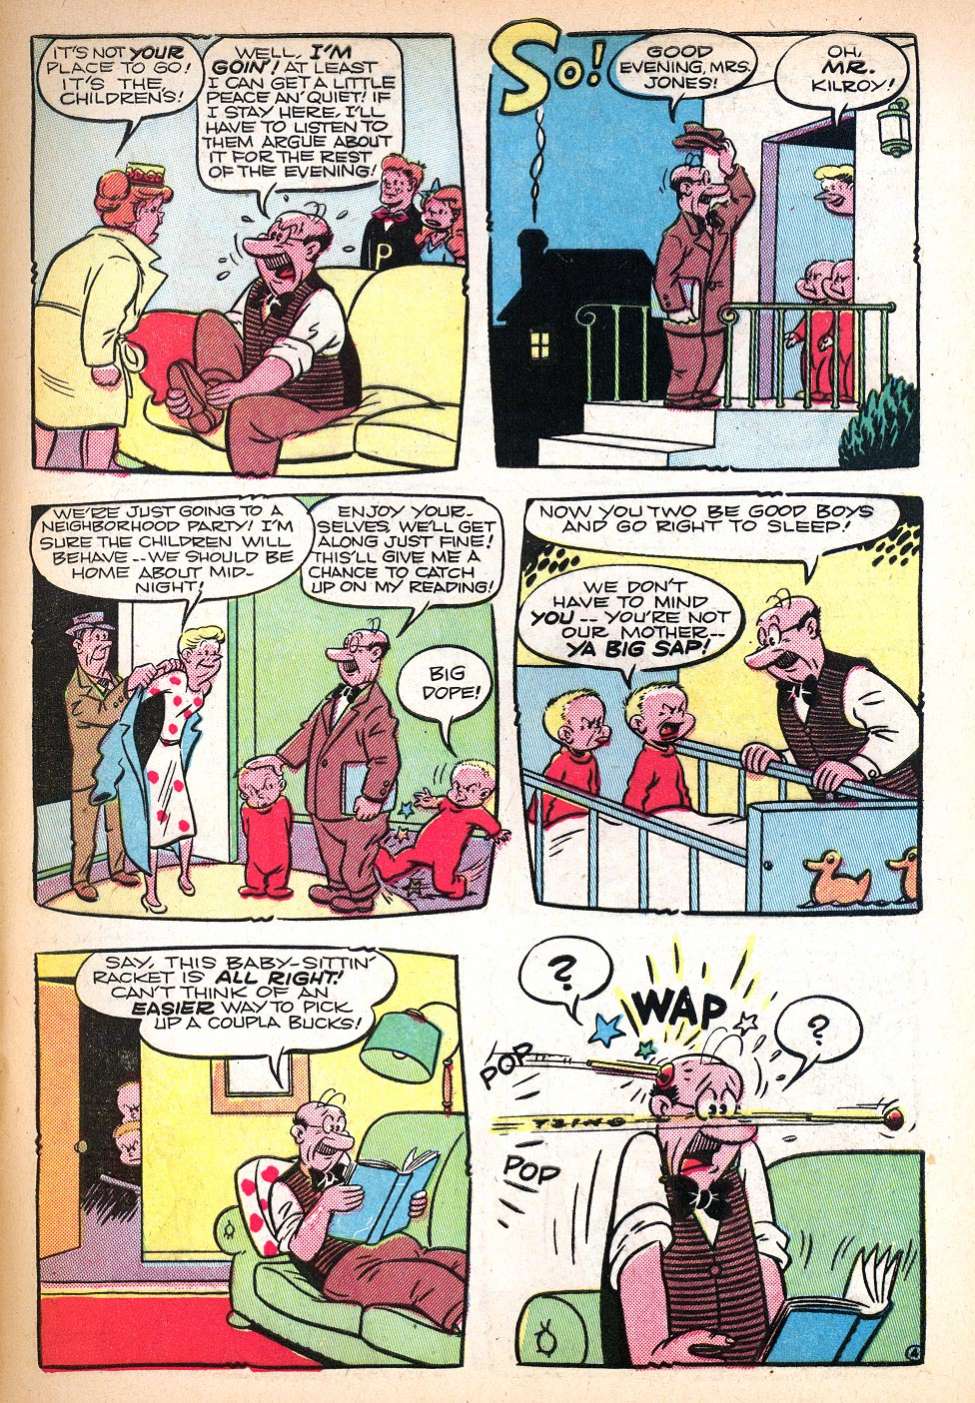 IT'S NOT YOUR
PLACE TO GO!
IT'S THE
CHILDREN'S!
WELL, I'M
GOIN'! AT LEAST
I CAN GET A LITTLE
PEACE AN' QUIET! IF
I STAY HERE, I'LL
HAVE TO LISTEN TO
THEM ARGUE ABOUT
IT FOR THE REST
OF THE EVENING!
P
SO!
GOOD
EVENING, MRS.
JONES!
OH,
MR.
KILROY!
WE'RE JUST GOING TO A
NEIGHBORHOOD PARTY! I'M
SURE THE CHILDREN WILL
BEHAVE -- WE SHOULD BE
HOME ABOUT MID-
NIGHT!
ENJOY YOUR-
SELVES, WE'LL GET
ALONG JUST FINE!
THIS'LL GIVE ME A
CHANCE TO CATCH
UP ON MY READING!
BIG
DOPE!
NOW YOU TWO BE GOOD BOYS
AND GO RIGHT TO SLEEP!
WE DON'T
HAVE TO MIND
YOU -- YOU'RE NOT
OUR MOTHER--
YA BIG SAP!
SAY, THIS BABY-SITTIN'
RACKET IS ALL RIGHT!
CAN'T THINK OF AN
EASIER WAY TO PICK
UP A COUPLA BUCKS!
?
WAP
?
POP
TZING
POP
4